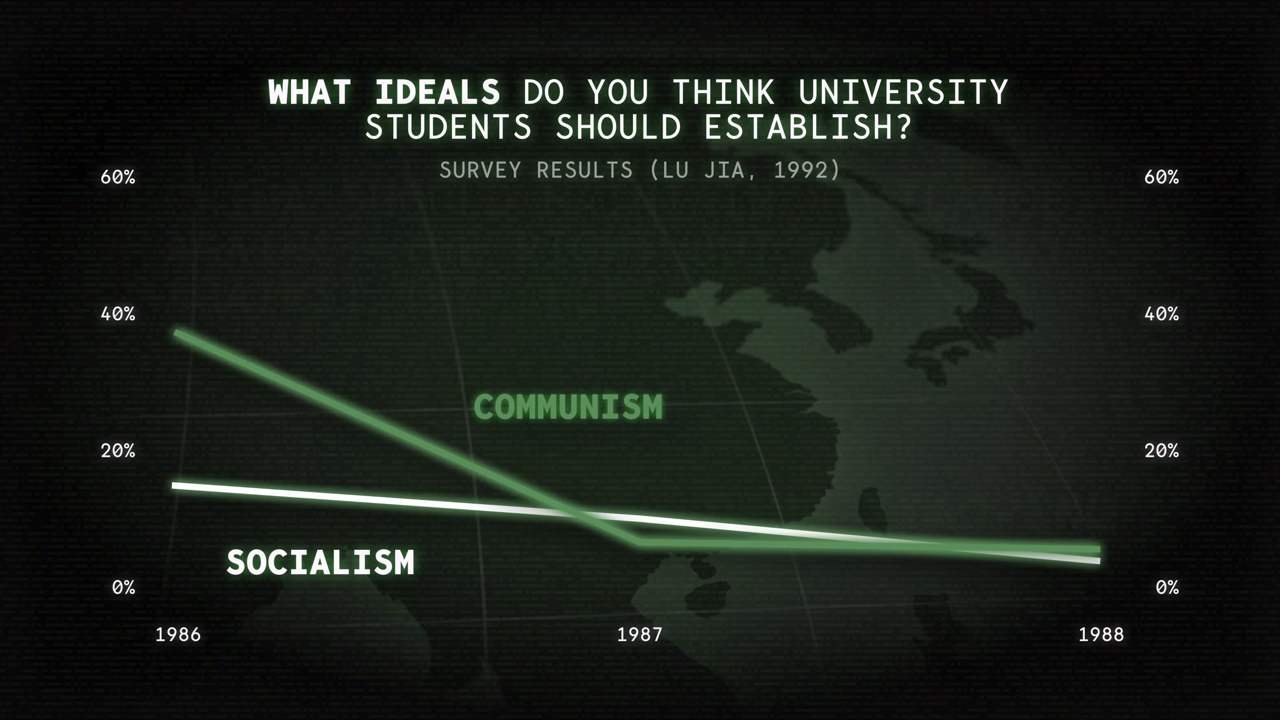 WHAT IDEALS DO YOU THINK UNIVERSITY
STUDENTS SHOULD ESTABLISH?
SURVEY RESULTS (LU JIA, 1992)
60% 60%
40% 40%
COMMUNISM
20% 20%
SOCIALISM
0% 0%
1986 1987 1988